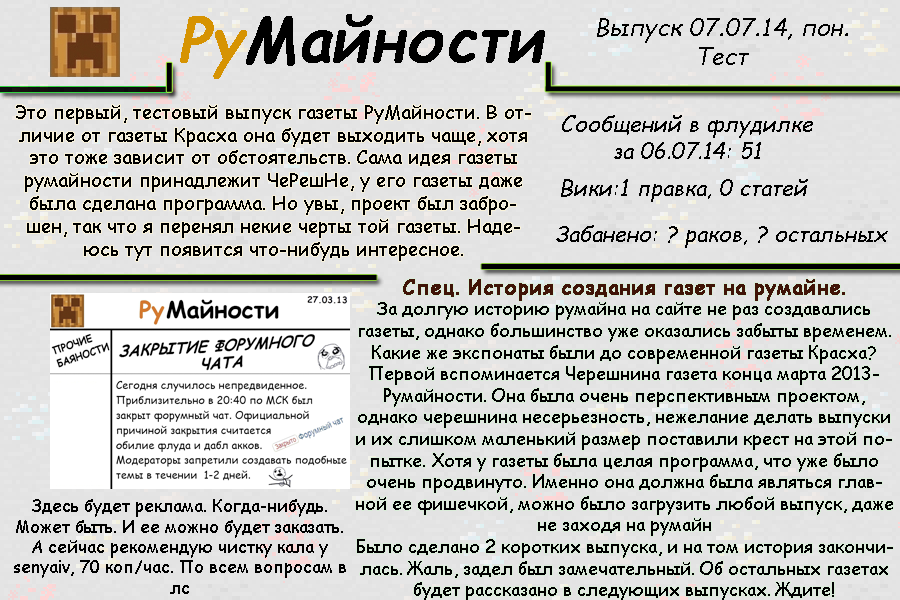 РуМайности
Выпуск 07.07.14, пон.
Тест
Это первый, тестовый выпуск газеты РуМайности. В от-
личие от газеты Красха она будет выходить чаще, хотя
это тоже зависит от обстоятельств. Сама идея газеты
румайности принадлежит ЧеРешНе, у его газеты даже
была сделана программа. Но увы, проект был забро-
шен, так что я перенял некие черты той газеты. Наде-
юсь тут появится что-нибудь интересное.
Сообщений в флудилке
за 06.07.14: 51
Вики:1 правка, 0 статей
Забанено: ? раков, ? остальных
РуМайности
27.03.13
ПРОЧИЕ
БАЯНОСТИ
ЗАКРЫТИЕ ФОРУМНОГО
ЧАТА
Сегодня случилось непредвиденное.
Приблизительно в 20:40 по МСК был
закрыт форумный чат. Официальной
причиной закрытия считается
обилие флуда и дабл акков.
Закрыто Форумный чат
Модераторы запретили создавать подобные
темы в течении 1-2 дней.
Здесь будет реклама. Когда-нибудь.
Может быть. И ее можно будет заказать.
А сейчас рекомендую чистку кала у
senyaiv, 70 коп/час. По всем вопросам в
лс
Спец. История создания газет на румайне.
За долгую историю румайна на сайте не раз создавались
газеты, однако большинство уже оказались забыты временем.
Какие же экспонаты были до современной газеты Красха?
Первой вспоминается Черешнина газета конца марта 2013-
Румайности. Она была очень перспективным проектом,
однако черешнина несерьезность, нежелание делать выпуски
и их слишком маленький размер поставили крест на этой по-
пытке. Хотя у газеты была целая программа, что уже было
очень продвинуто. Именно она должна была являться глав-
ной ее фишечкой, можно было загрузить любой выпуск, даже
не заходя на румайн
Было сделано 2 коротких выпуска, и на том история закончи-
лась. Жаль, задел был замечательный. Об остальных газетах
будет рассказано в следующих выпусках. Ждите!